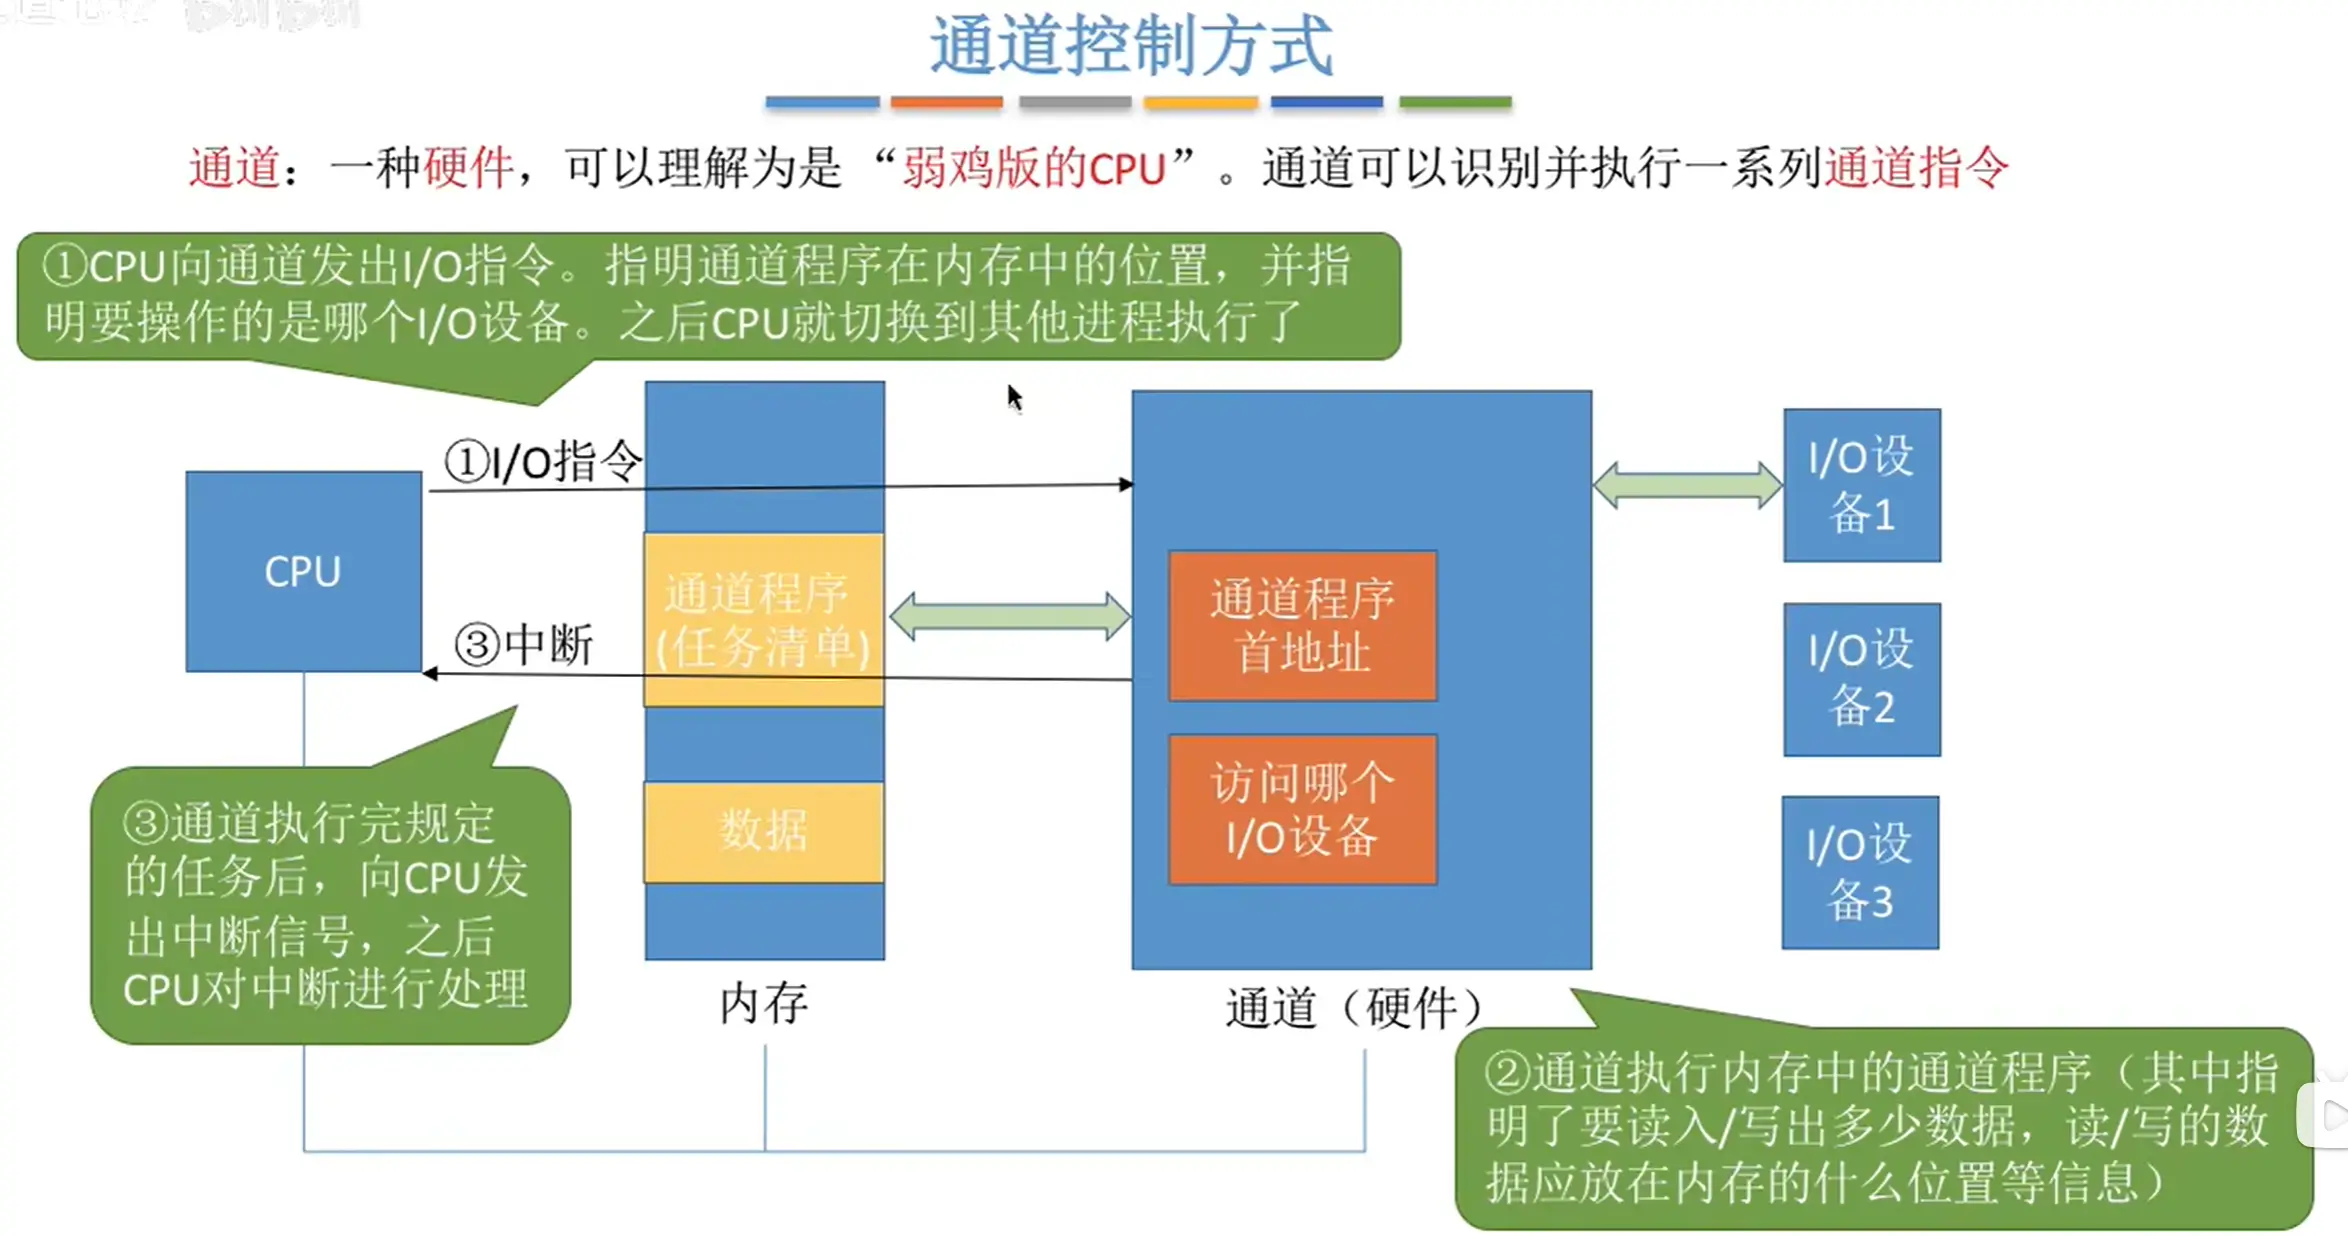 通道控制方式
通道：一种硬件，可以理解为是“弱鸡版的CPU”。通道可以识别并执行一系列通道指令
①CPU向通道发出I/O指令。指明通道程序在内存中的位置，并指
明要操作的是哪个I/O设备。之后CPU就切换到其他进程执行了
①I/O指令
CPU
通道程序
(任务清单)
③中断
数据
内存
通道程序
首地址
访问哪个
I/O设备
通道（硬件）
I/O设
备1
I/O设
备2
I/O设
备3
③通道执行完规定
的任务后，向CPU发
出中断信号，之后
CPU对中断进行处理
②通道执行内存中的通道程序（其中指
明了要读入/写出多少数据，读/写的数
据应放在内存的什么位置等信息）